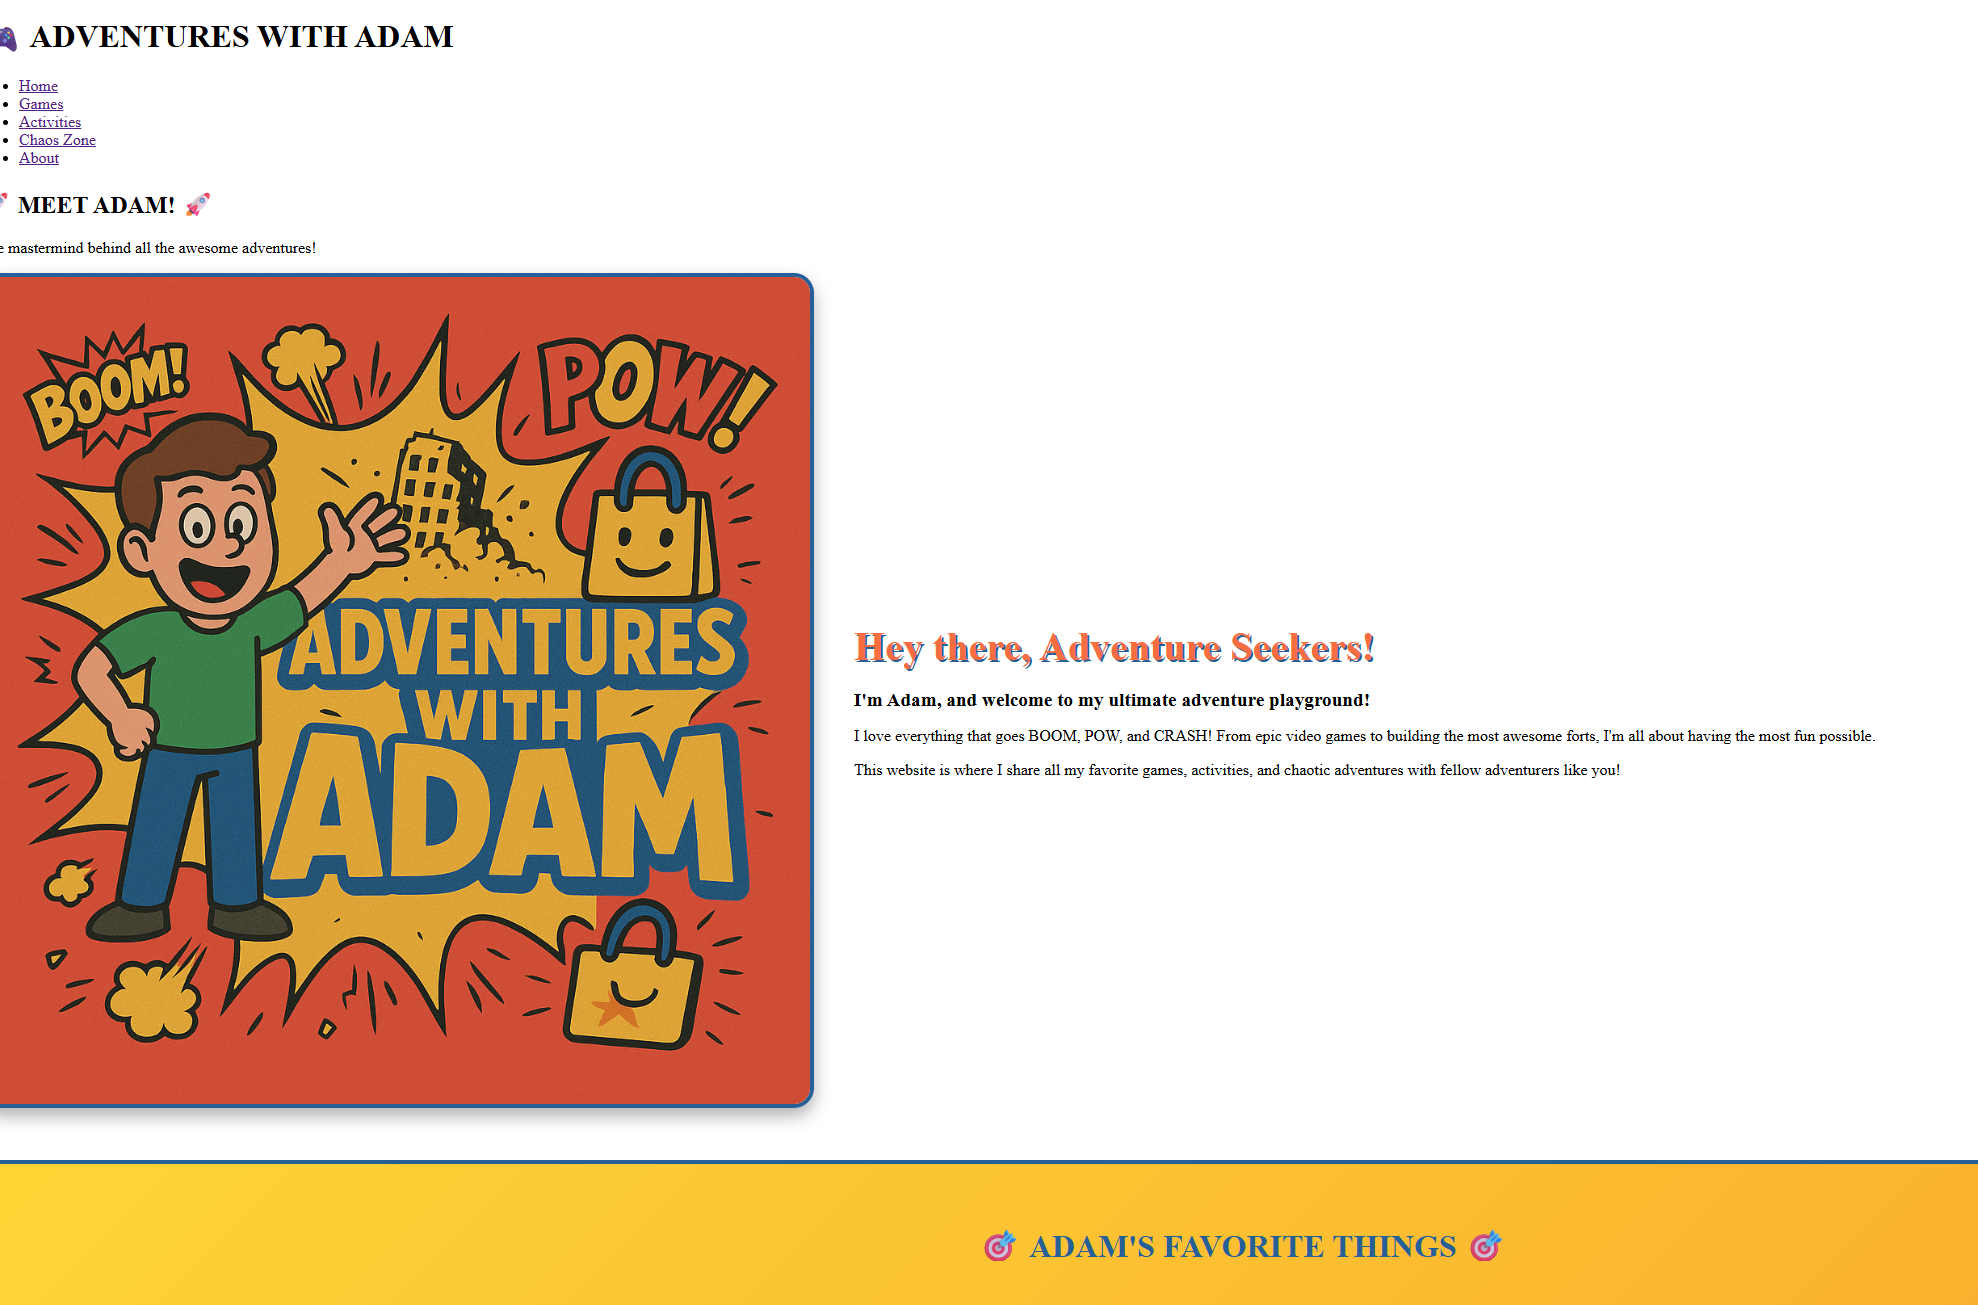 🎮 ADVENTURES WITH ADAM
Home
Games
Activities
Chaos Zone
About
🚀 MEET ADAM! 🚀
mastermind behind all the awesome adventures!
BOOM!
POW!
ADVENTURES
WITH
ADAM
Hey there, Adventure Seekers!
I'm Adam, and welcome to my ultimate adventure playground!
I love everything that goes BOOM, POW, and CRASH! From epic video games to building the most awesome forts, I'm all about having the most fun possible.
This website is where I share all my favorite games, activities, and chaotic adventures with fellow adventurers like you!
🎯 ADAM'S FAVORITE THINGS 🎯